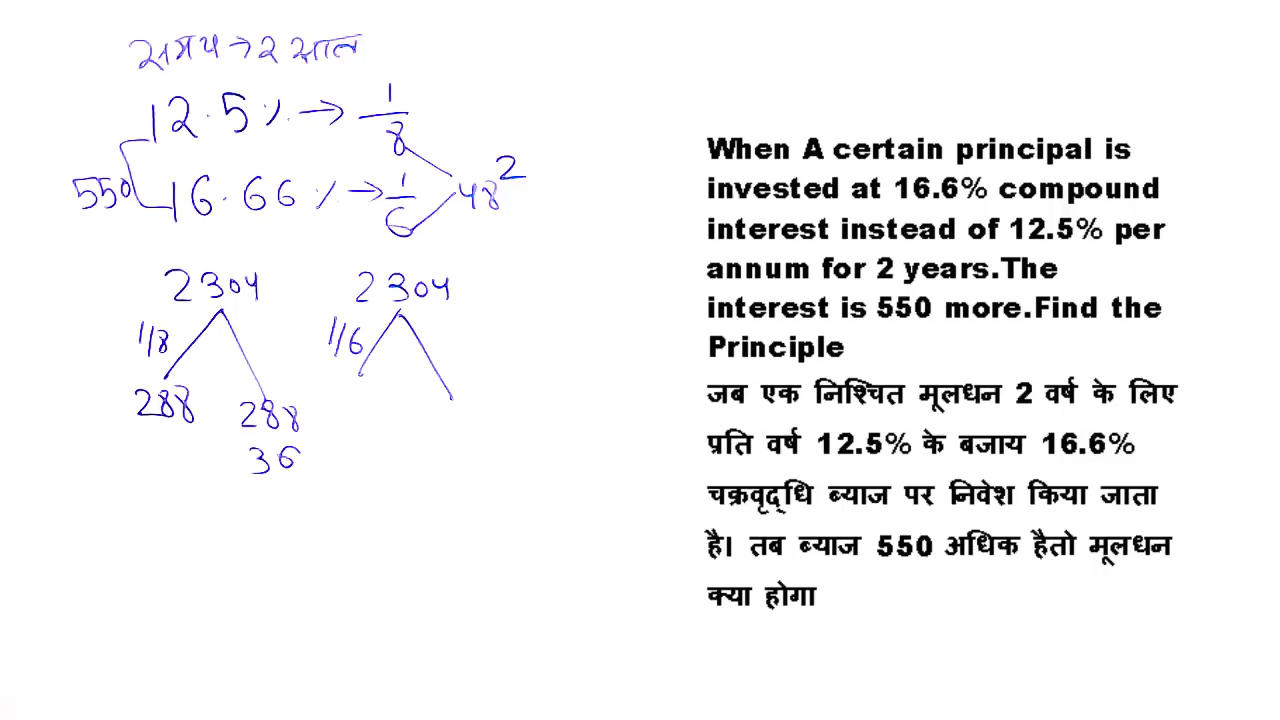 समय → २ साल
12.5% → 1/8
550
16.66% → 1/6
48²
2304 2304
1/8 1/6
288 288
36
When A certain principal is
invested at 16.6% compound
interest instead of 12.5% per
annum for 2 years.The
interest is 550 more.Find the
Principle
जब एक निश्चित मूलधन 2 वर्ष के लिए
प्रति वर्ष 12.5% के बजाय 16.6%
चक्रवृद्धि ब्याज पर निवेश किया जाता
है। तब ब्याज 550 अधिक हैतो मूलधन
क्या होगा